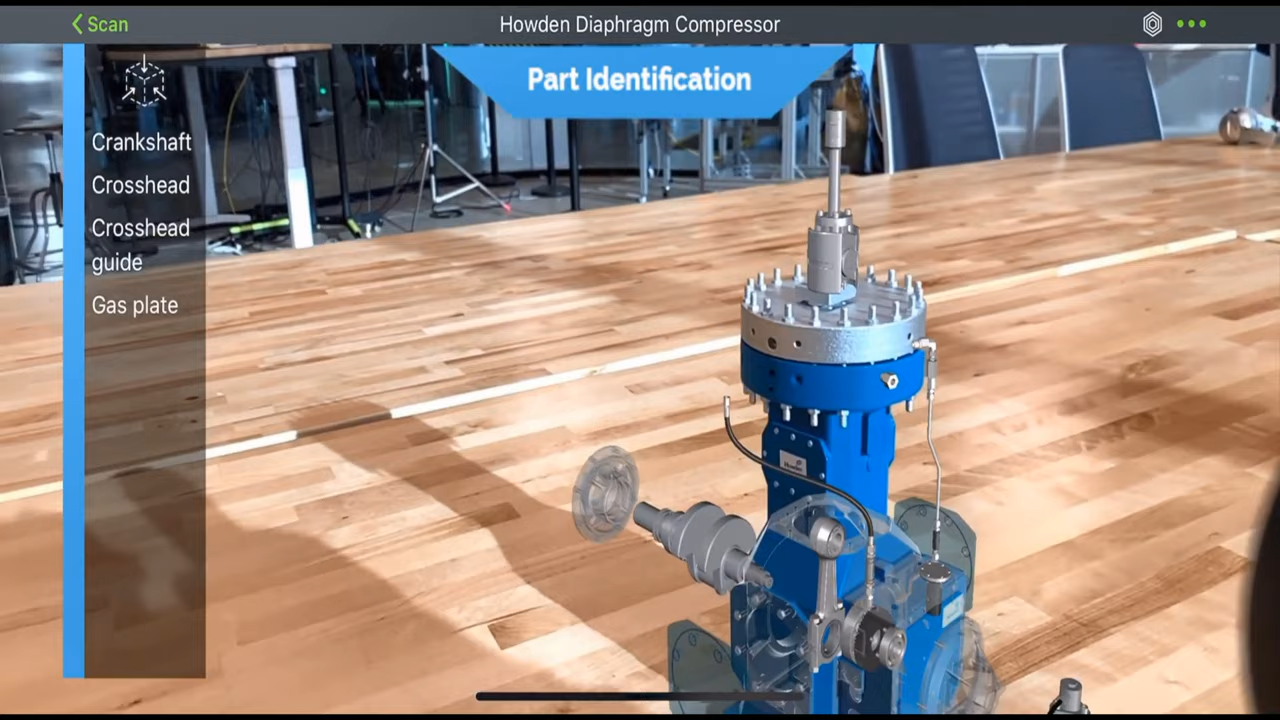 Scan
Howden Diaphragm Compressor
Part Identification
Crankshaft
Crosshead
Crosshead
guide
Gas plate